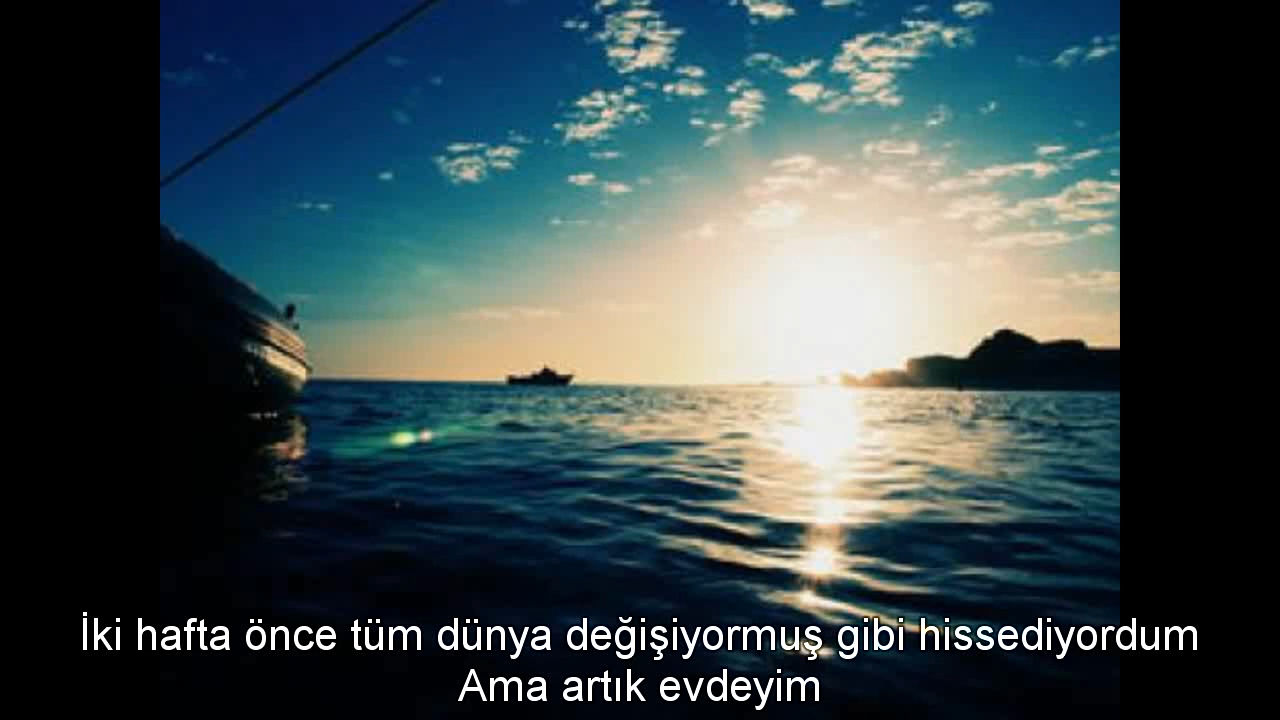 İki hafta önce tüm dünya değişiyormuş gibi hissediyordum
Ama artık evdeyim